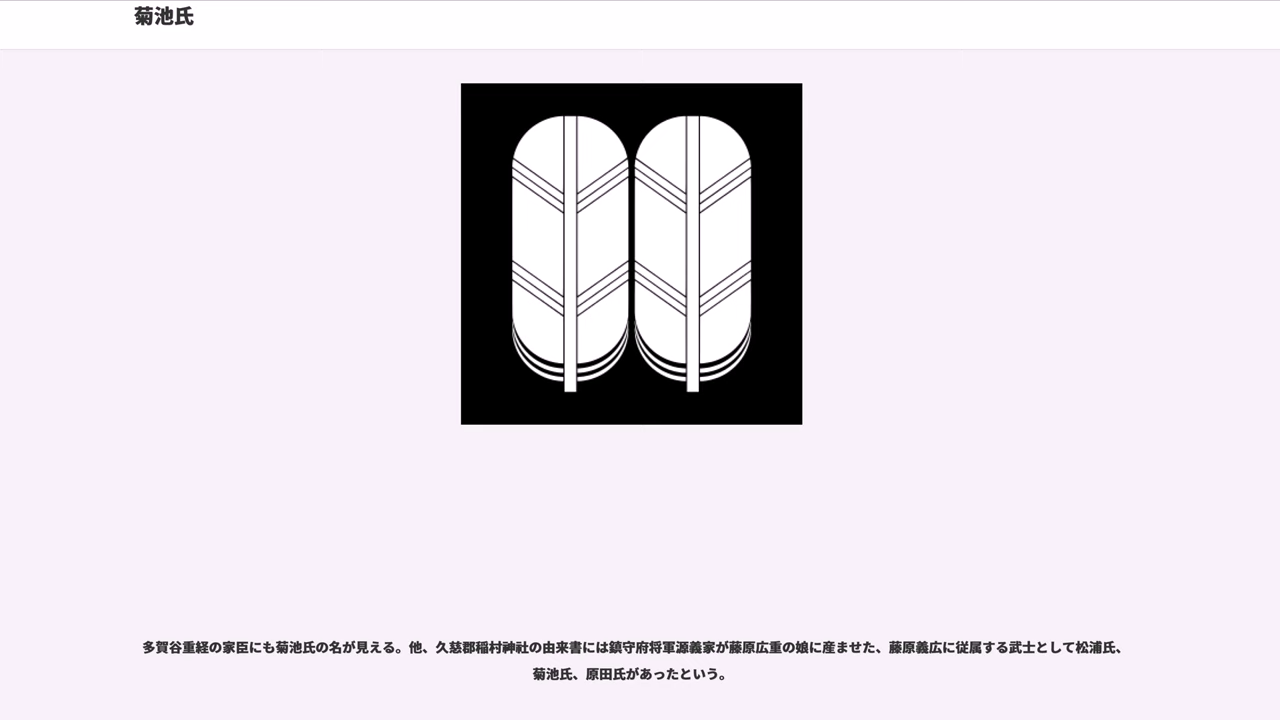 菊池氏
多賀谷重経の家臣にも菊池氏の名が見える。他、久慈郡稲村神社の由来書には鎮守府将軍源義家が藤原広重の娘に産ませた、藤原義広に従属する武士として松浦氏、
菊池氏、原田氏があったという。